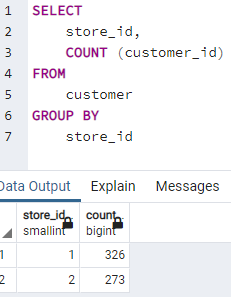 1 SELECT
2 store_id,
3 COUNT (customer_id)
4 FROM
5 customer
6 GROUP BY
7 store_id
Data Output Explain Messages
store_id count
smallint bigint
1 1 326
2 2 273